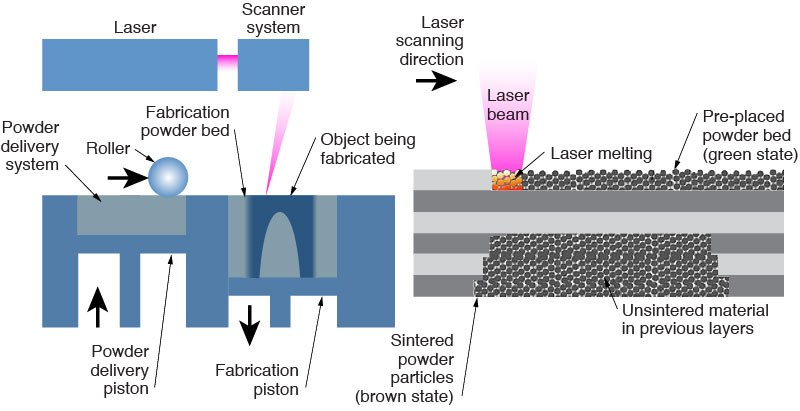 Laser
Scanner
system
Laser
scanning
direction
Powder
delivery
system
Roller
Fabrication
powder bed
Object being
fabricated
Laser
beam
Laser melting
Pre-placed
powder bed
(green state)
Powder
delivery
piston
Fabrication
piston
Sintered
powder
particles
(brown state)
Unsintered material
in previous layers